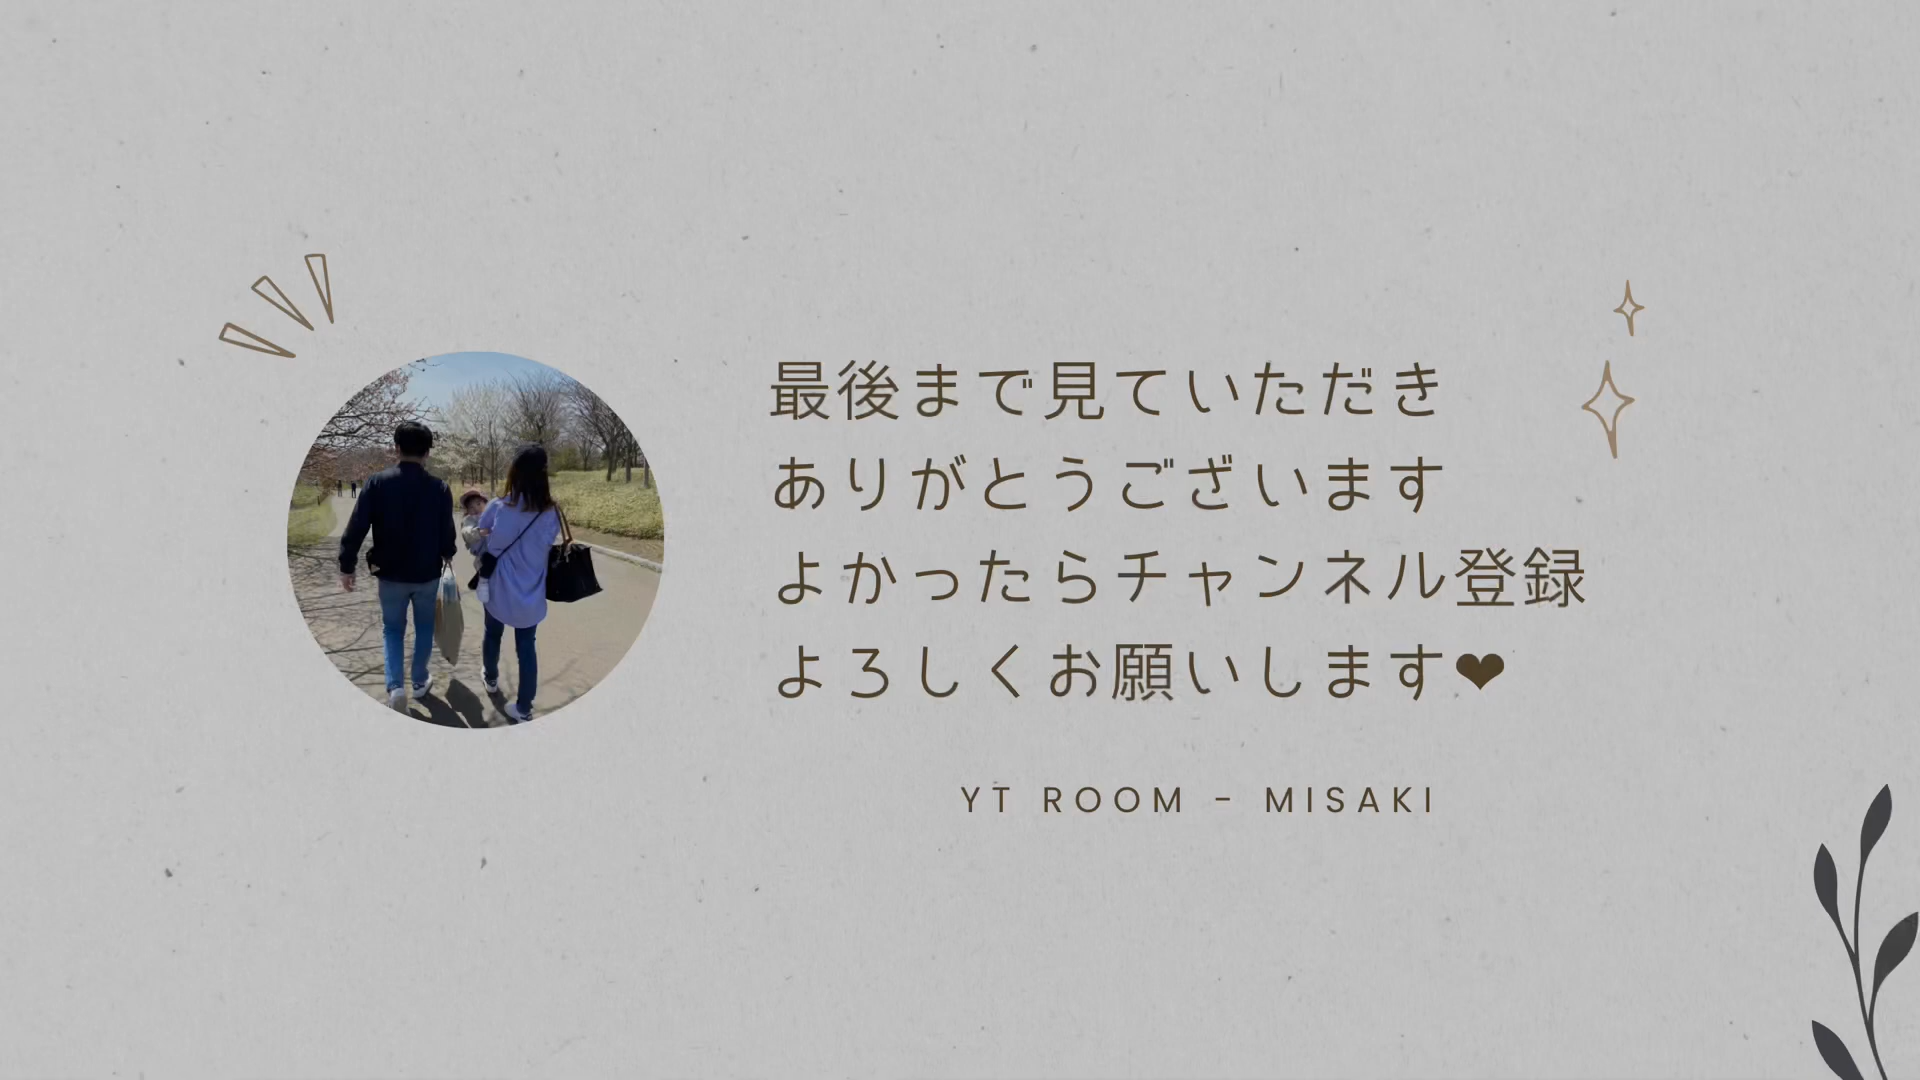 最後まで見ていただき
ありがとうございます
よかったらチャンネル登録
よろしくお願いします❤
YT ROOM - MISAKI